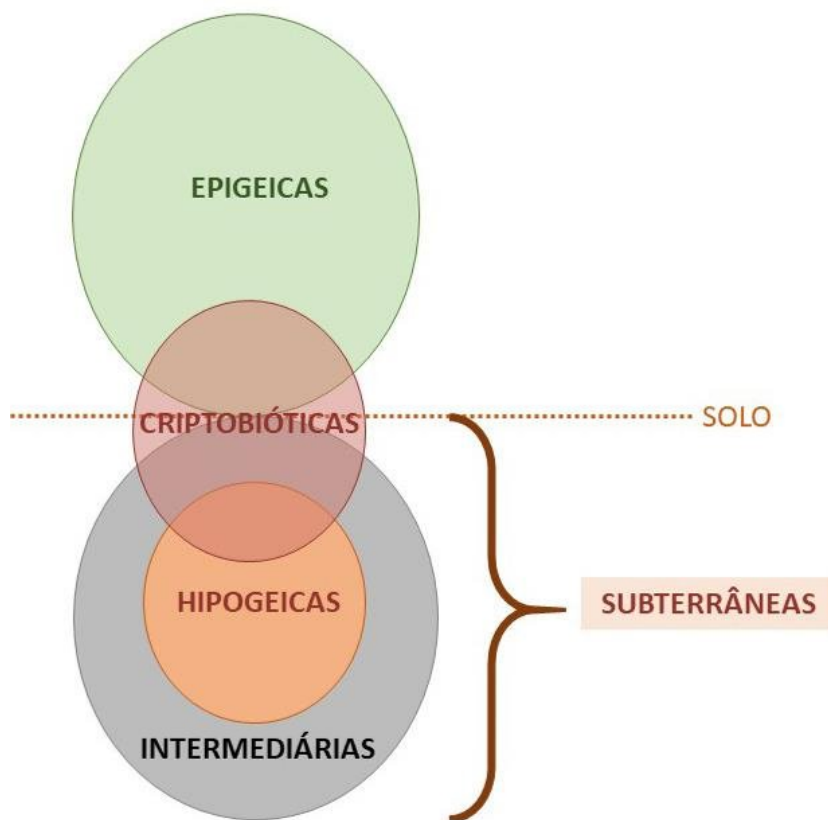 EPIGEICAS
CRIPTOBIÓTICAS
SOLO
HIPOGEICAS
SUBTERRÂNEAS
INTERMEDIÁRIAS